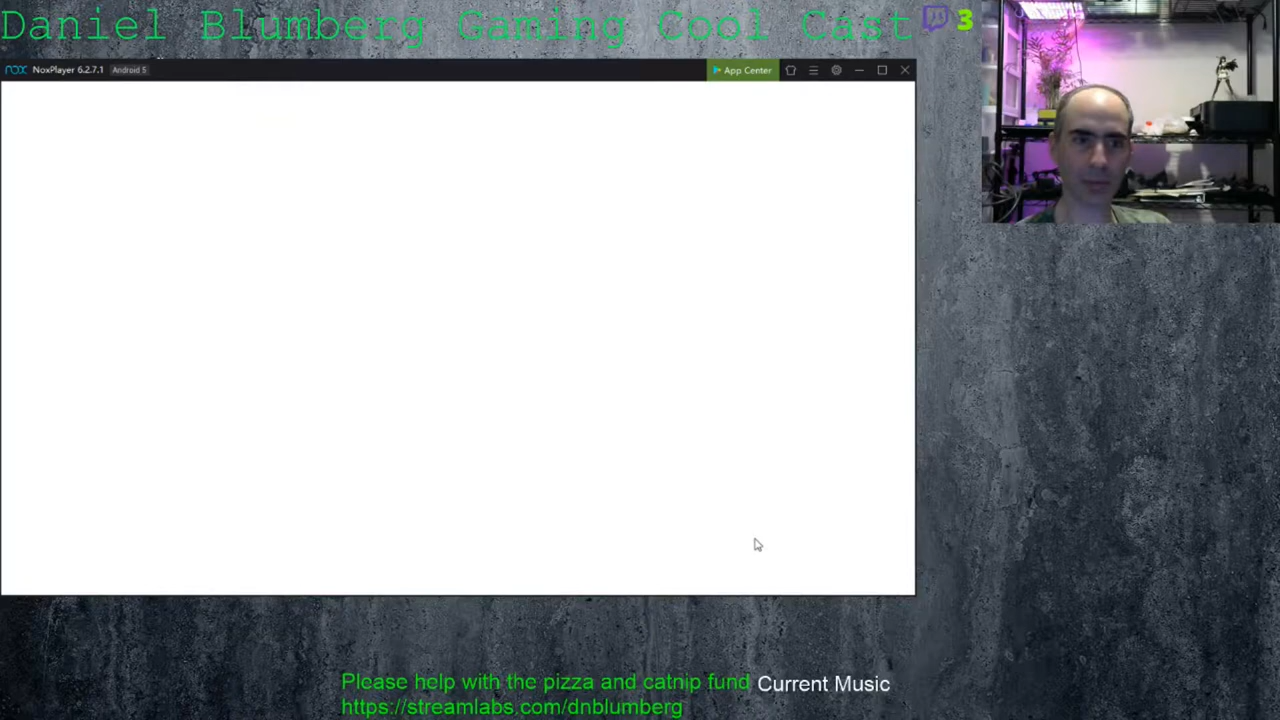 Daniel Blumberg Gaming Cool Cast 3
nox NoxPlayer 6.2.7.1 Android 5 App Center
Please help with the pizza and catnip fund Current Music
https://streamlabs.com/dnblumberg